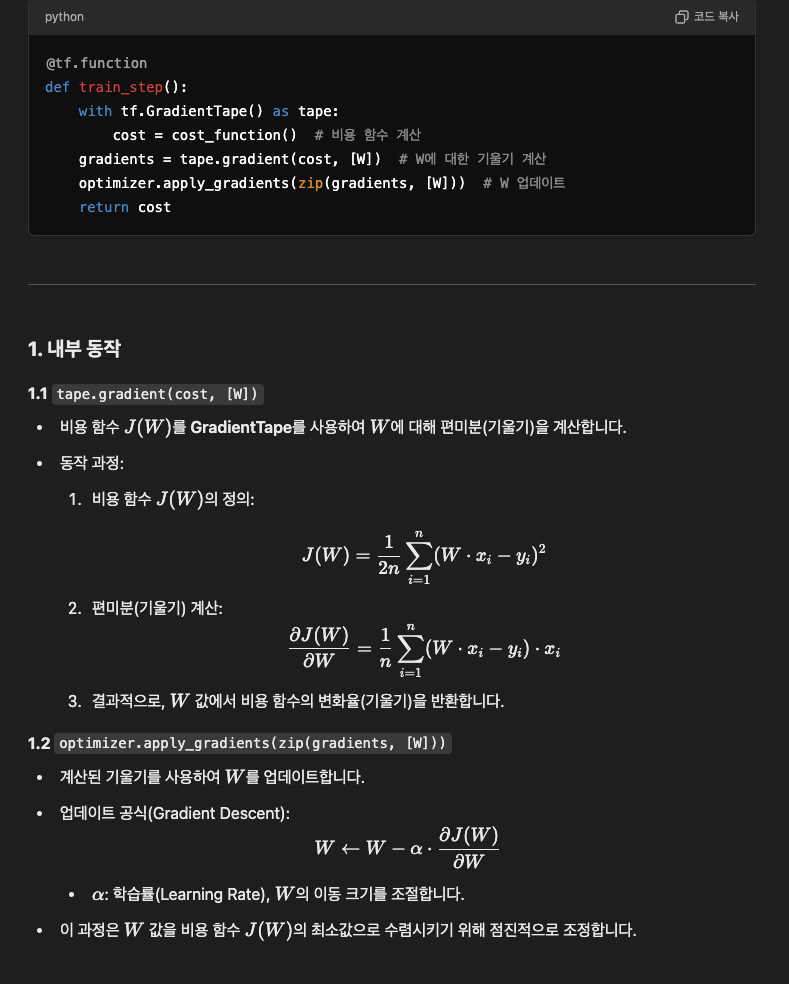 python
코드 복사
@tf.function
def train_step():
    with tf.GradientTape() as tape:
        cost = cost_function()  # 비용 함수 계산
    gradients = tape.gradient(cost, [W])  # W에 대한 기울기 계산
    optimizer.apply_gradients(zip(gradients, [W]))  # W 업데이트
    return cost
1. 내부 동작
1.1 tape.gradient(cost, [W])
• 비용 함수 J(W)를 GradientTape를 사용하여 W에 대해 편미분(기울기)을 계산합니다.
• 동작 과정:
1. 비용 함수 J(W)의 정의:
J(W) = \frac{1}{2n} \sum_{i=1}^{n} (W · x_i − y_i)^2
2. 편미분(기울기) 계산:
\frac{∂J(W)}{∂W} = \frac{1}{n} \sum_{i=1}^{n} (W · x_i − y_i) · x_i
3. 결과적으로, W 값에서 비용 함수의 변화율(기울기)을 반환합니다.
1.2 optimizer.apply_gradients(zip(gradients, [W]))
• 계산된 기울기를 사용하여 W를 업데이트합니다.
• 업데이트 공식(Gradient Descent):
W ← W − α · \frac{∂J(W)}{∂W}
• α: 학습률(Learning Rate), W의 이동 크기를 조절합니다.
• 이 과정은 W 값을 비용 함수 J(W)의 최소값으로 수렴시키기 위해 점진적으로 조정합니다.